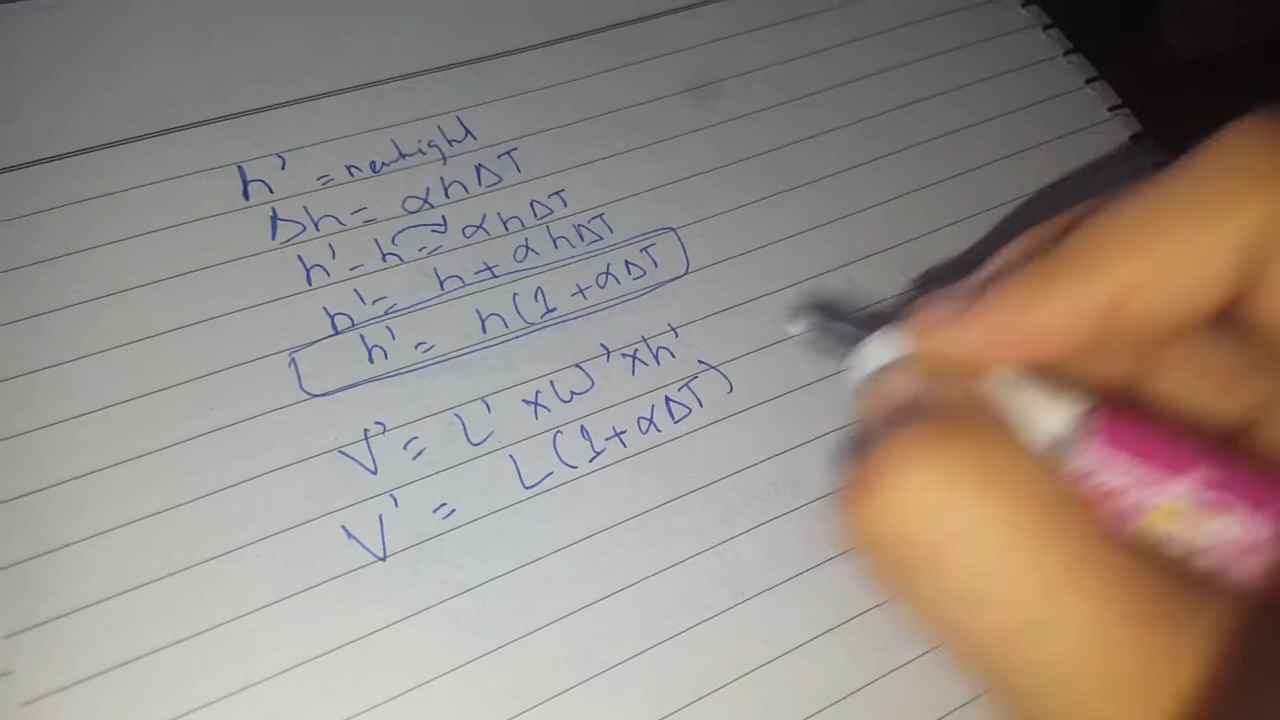 h' = new hight
Δh = αhΔT
h' - h = αhΔT
h' = h + αhΔT
h' = h(1 + αΔT
V' = L' × W' × h'
V' = L(1 + αΔT)